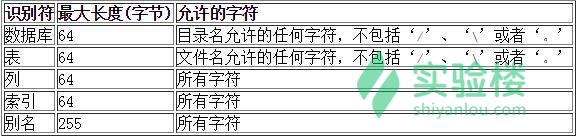 识别符 最大长度(字节) 允许的字符
数据库 64 目录名允许的任何字符，不包括‘/’、‘\’或者‘。’
表 64 文件名允许的任何字符，不包括‘/’、‘\’或者‘。’
列 64 所有字符
索引 64 所有字符
别名 255 所有字符
实验楼
shiyanlou.com